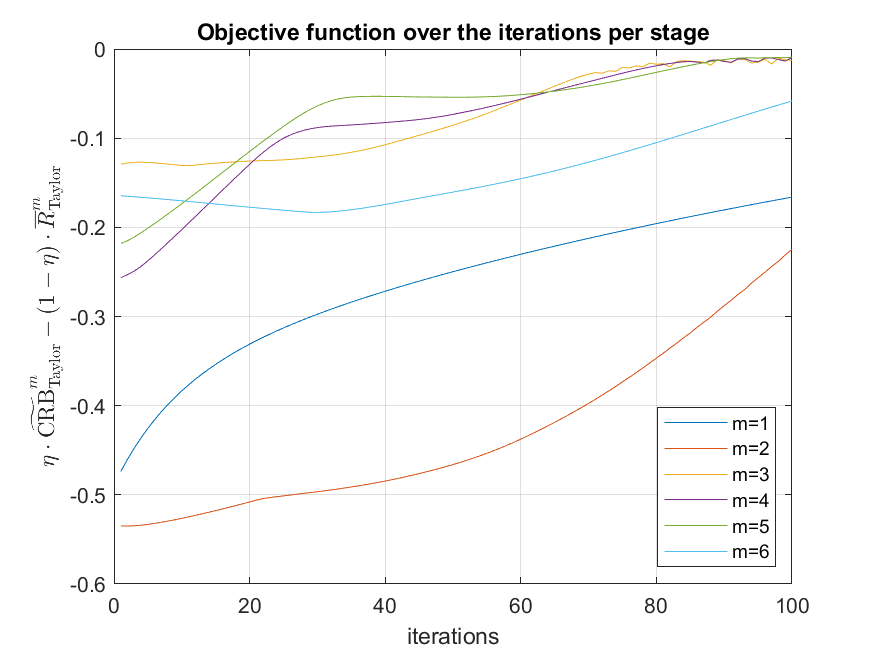 Objective function over the iterations per stage
η · C͠RB^m_Taylor − (1 − η) · R̅^m_Taylor
0
-0.1
-0.2
-0.3
-0.4
-0.5
-0.6
0 20 40 60 80 100
iterations
m=1
m=2
m=3
m=4
m=5
m=6